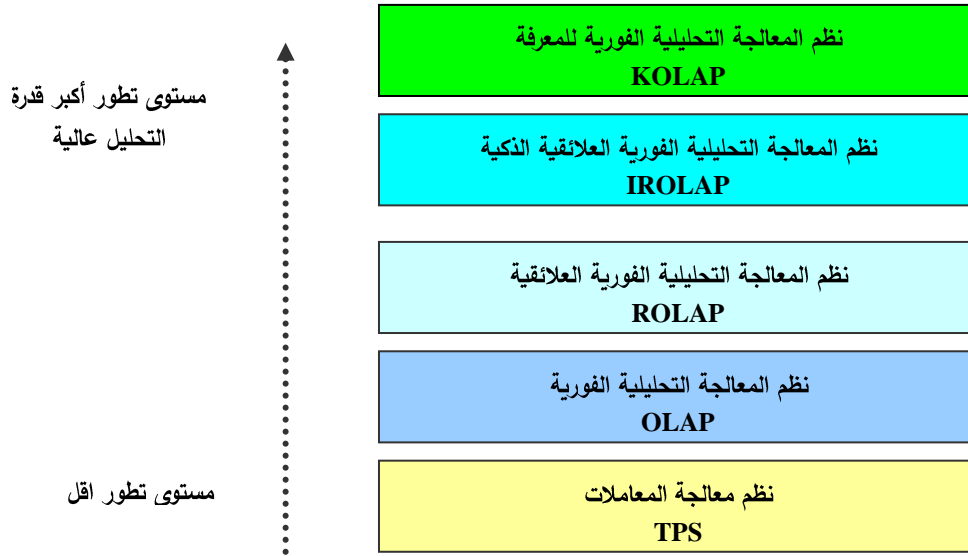 نظم المعالجة التحليلية الفورية للمعرفة
KOLAP
مستوى تطور أكبر قدرة
التحليل عالية
نظم المعالجة التحليلية الفورية العلائقية الذكية
IROLAP
نظم المعالجة التحليلية الفورية العلائقية
ROLAP
نظم المعالجة التحليلية الفورية
OLAP
مستوى تطور اقل
نظم معالجة المعاملات
TPS